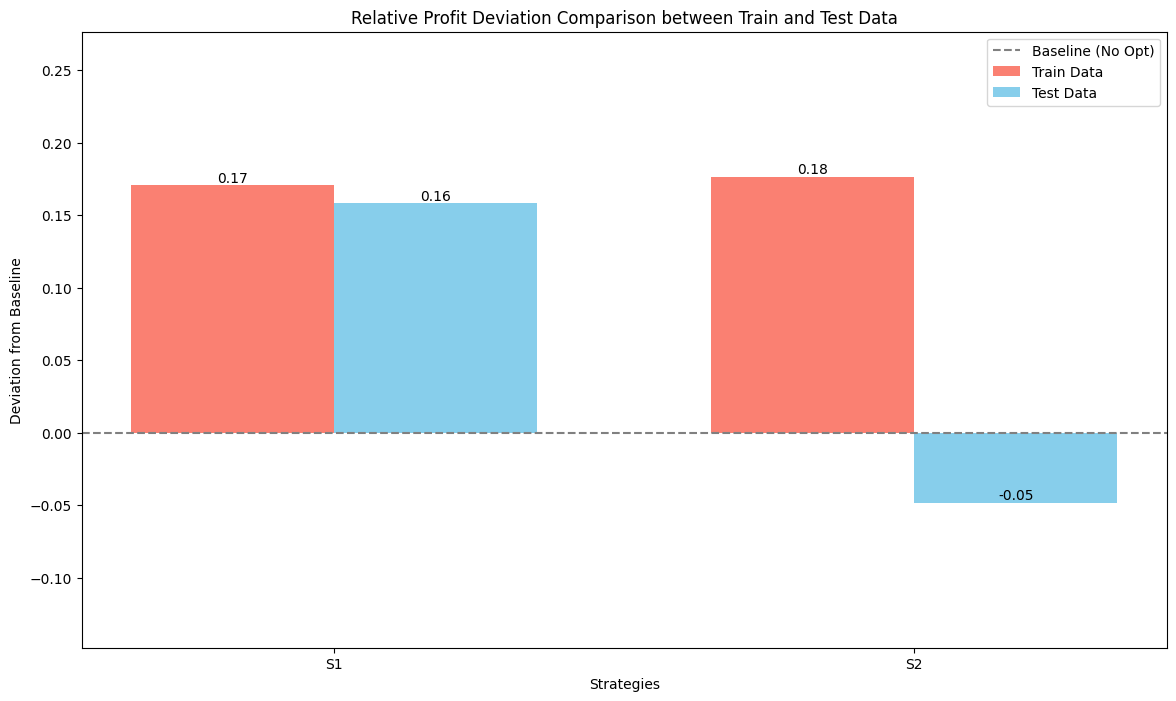 Relative Profit Deviation Comparison between Train and Test Data
Baseline (No Opt)
Train Data
Test Data
0.25
0.20
0.15
0.10
0.05
0.00
−0.05
−0.10
Deviation from Baseline
0.17
0.16
0.18
-0.05
S1
S2
Strategies